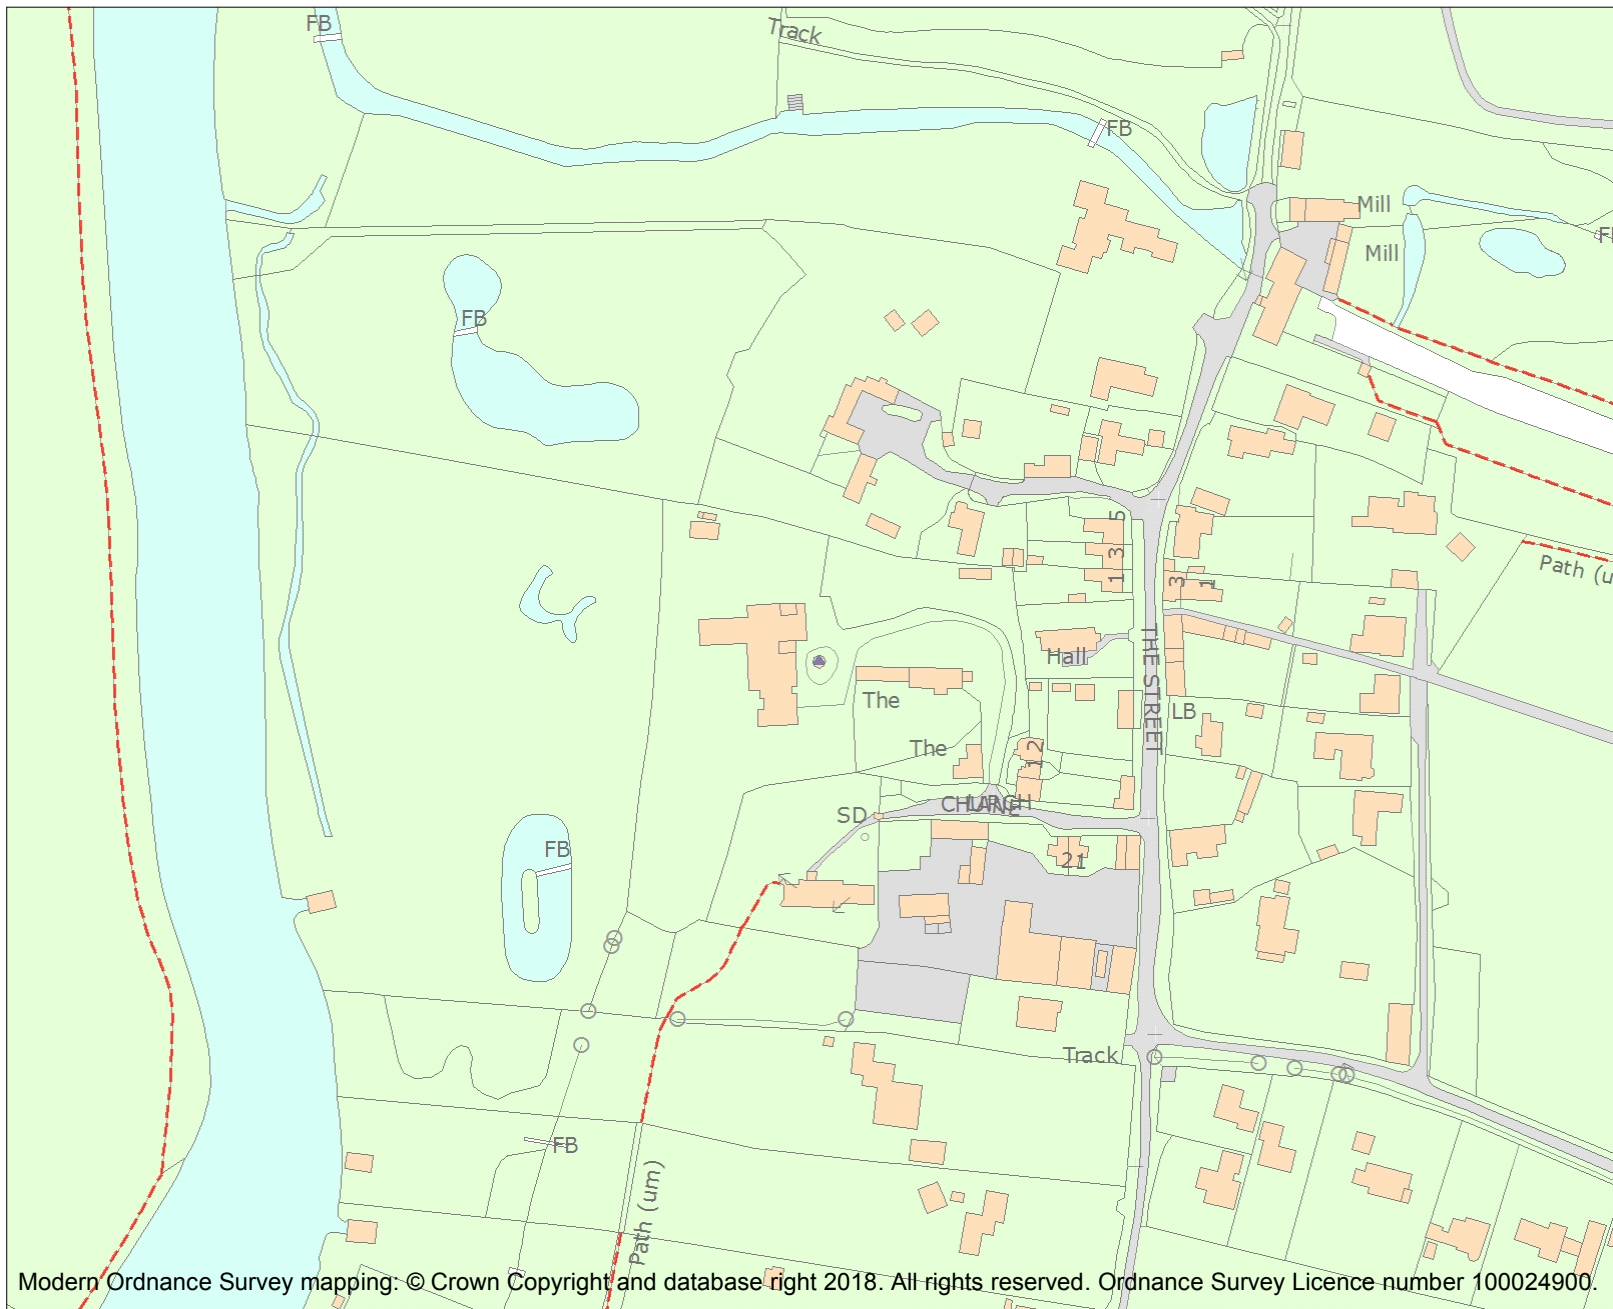 FB
Track
FB
Mill
Mill
FB
5
3
1
3
1
Path (u
THE STREET
Hall
The
LB
The
1 2
CHURCH
LANE
SD
FB
21
Track
FB
Path (um)
Modern Ordnance Survey mapping: © Crown Copyright and database right 2018. All rights reserved. Ordnance Survey Licence number 100024900.